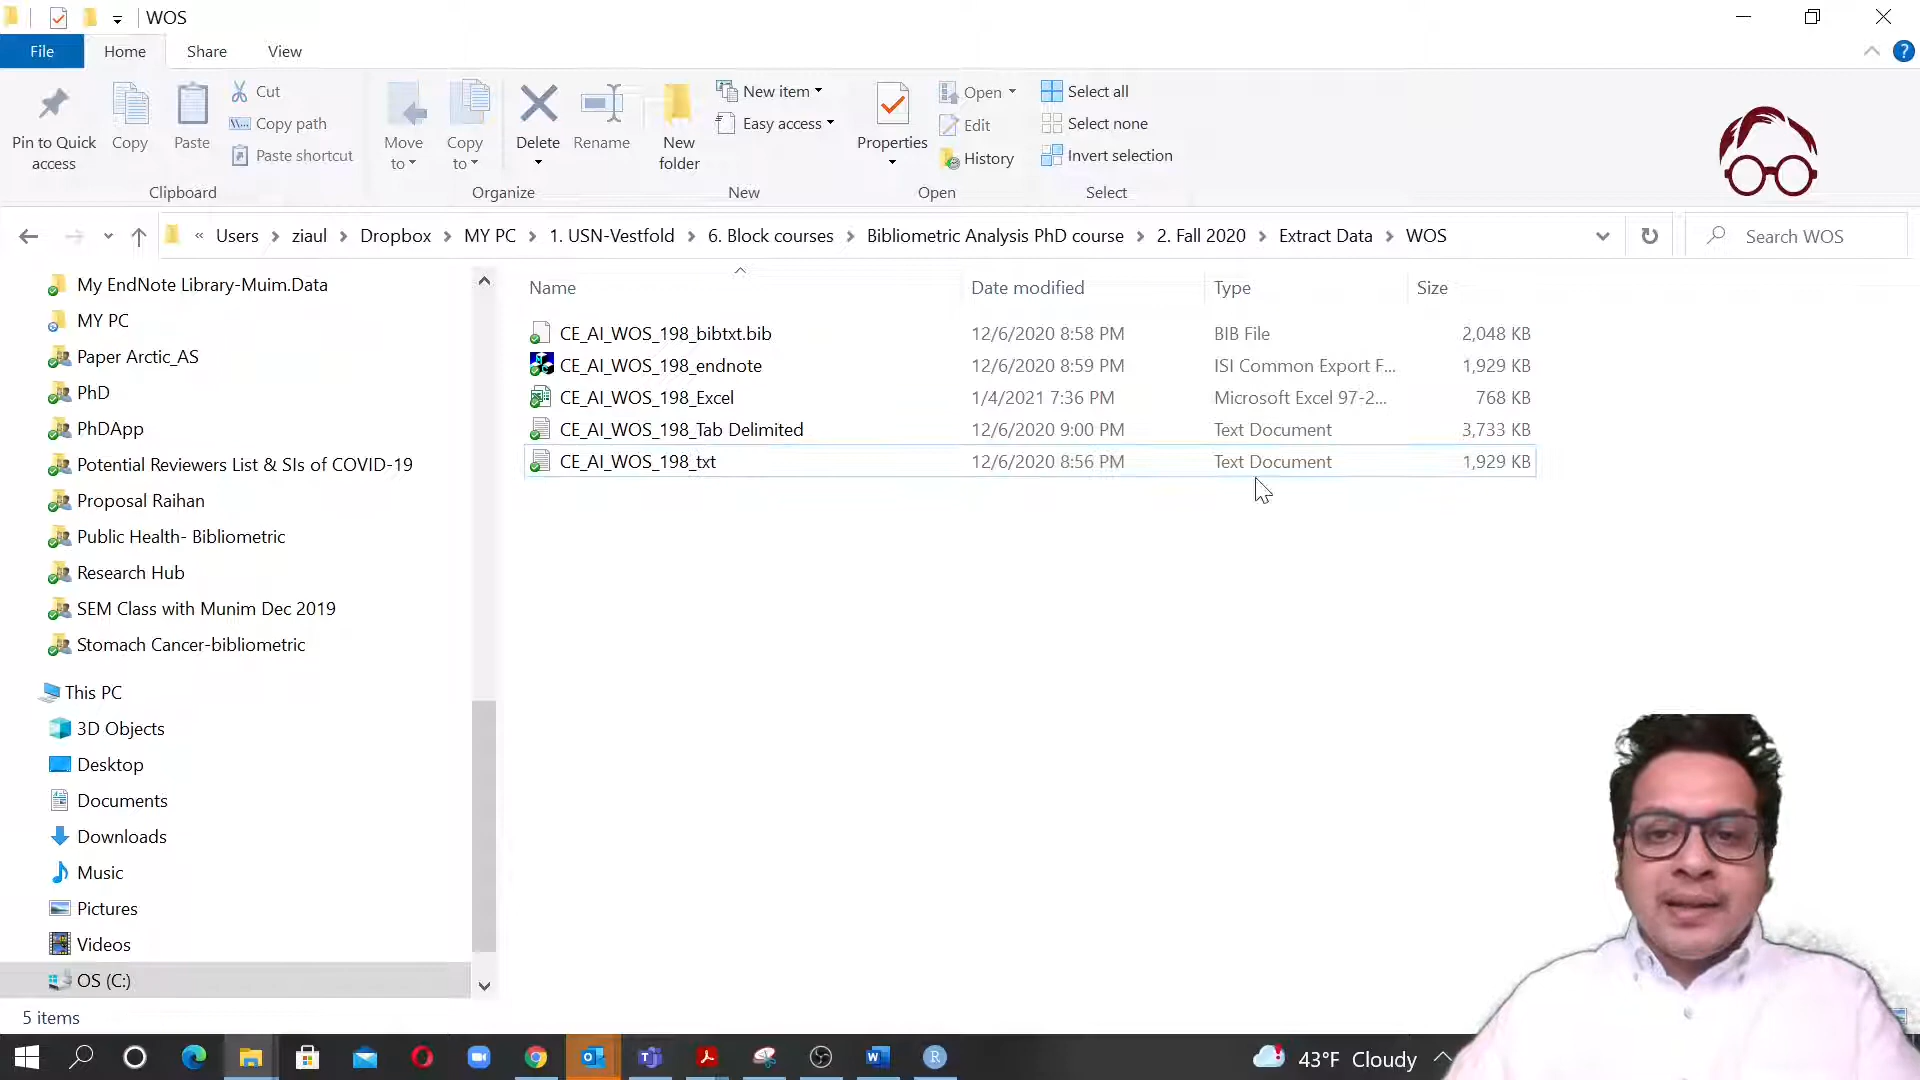 WOS
File Home Share View
Pin to Quick access
Copy
Paste
Cut
Copy path
Paste shortcut
Clipboard
Move to
Copy to
Delete
Rename
Organize
New folder
New item
Easy access
New
Properties
Open
Edit
History
Open
Select all
Select none
Invert selection
Select
« Users > ziaul > Dropbox > MY PC > 1. USN-Vestfold > 6. Block courses > Bibliometric Analysis PhD course > 2. Fall 2020 > Extract Data > WOS
Search WOS
My EndNote Library-Muim.Data
MY PC
Paper Arctic_AS
PhD
PhDApp
Potential Reviewers List & SIs of COVID-19
Proposal Raihan
Public Health- Bibliometric
Research Hub
SEM Class with Munim Dec 2019
Stomach Cancer-bibliometric
This PC
3D Objects
Desktop
Documents
Downloads
Music
Pictures
Videos
OS (C:)
Name Date modified Type Size
CE_AI_WOS_198_bibtxt.bib 12/6/2020 8:58 PM BIB File 2,048 KB
CE_AI_WOS_198_endnote 12/6/2020 8:59 PM ISI Common Export F... 1,929 KB
CE_AI_WOS_198_Excel 1/4/2021 7:36 PM Microsoft Excel 97-2... 768 KB
CE_AI_WOS_198_Tab Delimited 12/6/2020 9:00 PM Text Document 3,733 KB
CE_AI_WOS_198_txt 12/6/2020 8:56 PM Text Document 1,929 KB
5 items
43°F Cloudy